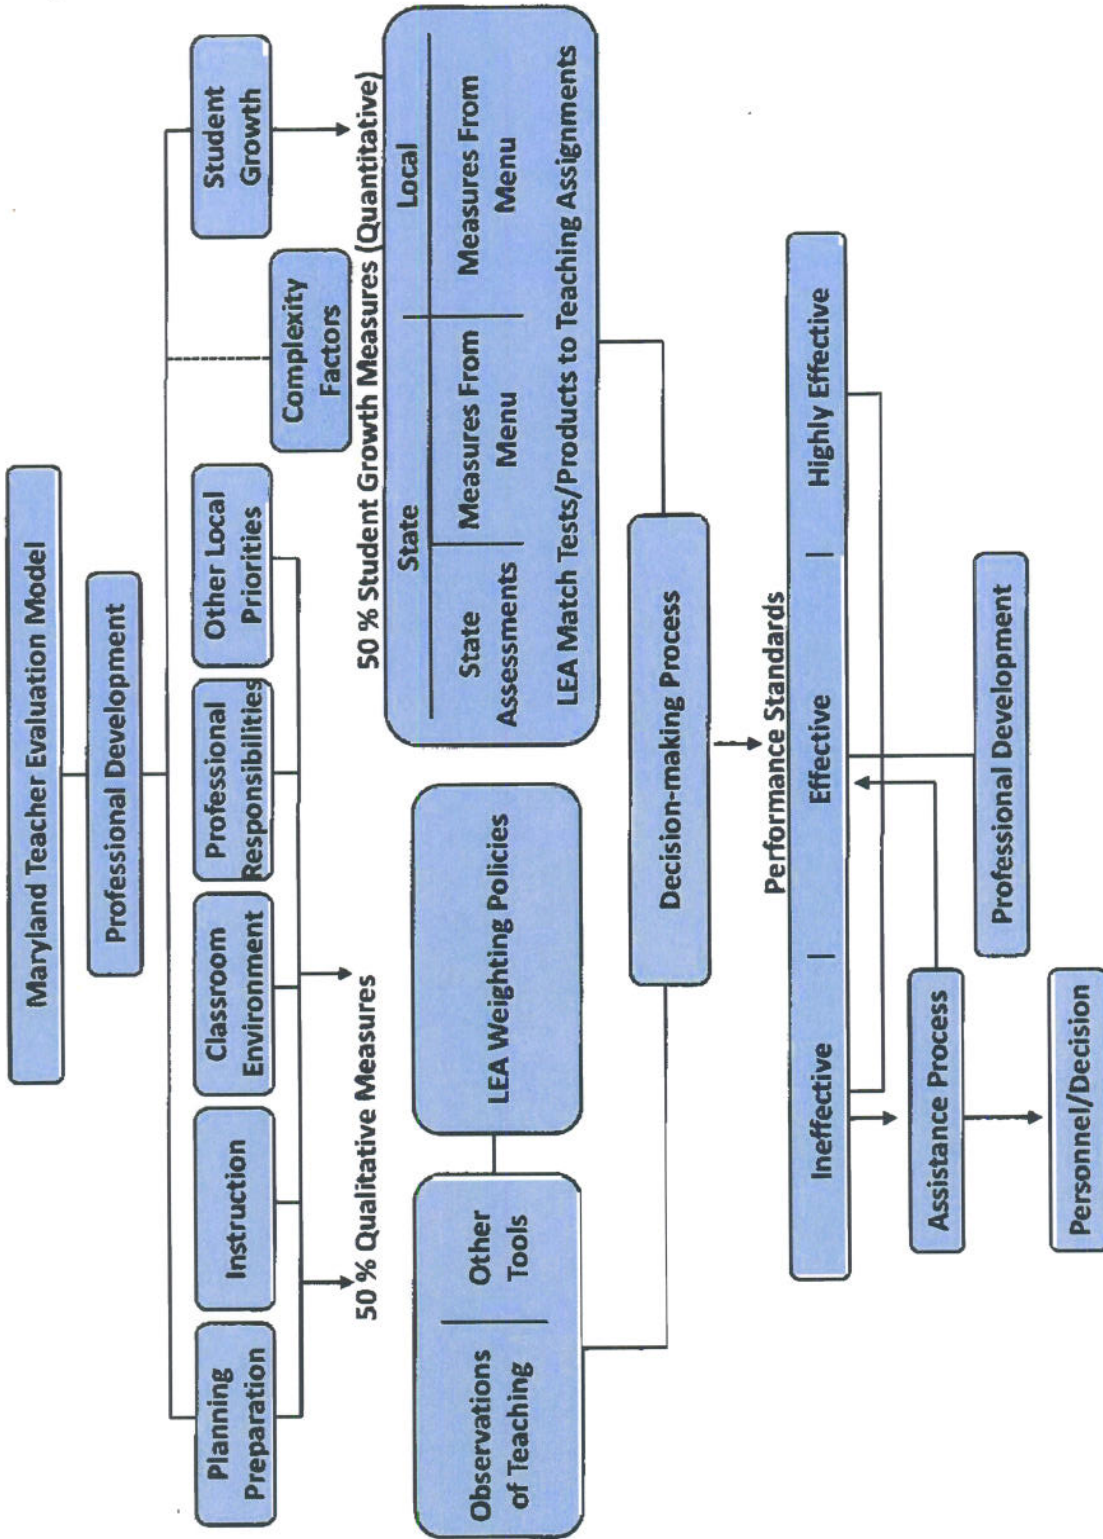 Maryland Teacher Evaluation Model
Professional Development
Planning
Preparation
Instruction
Classroom
Environment
Professional
Responsibilities
Other Local
Priorities
Complexity
Factors
Student
Growth
50 % Qualitative Measures
50 % Student Growth Measures (Quantitative)
Observations
of Teaching
Other
Tools
LEA Weighting Policies
State
Local
State
Assessments
Measures From
Menu
Measures From
Menu
LEA Match Tests/Products to Teaching Assignments
Decision-making Process
Performance Standards
Ineffective | Effective | Highly Effective
Assistance Process
Professional Development
Personnel/Decision